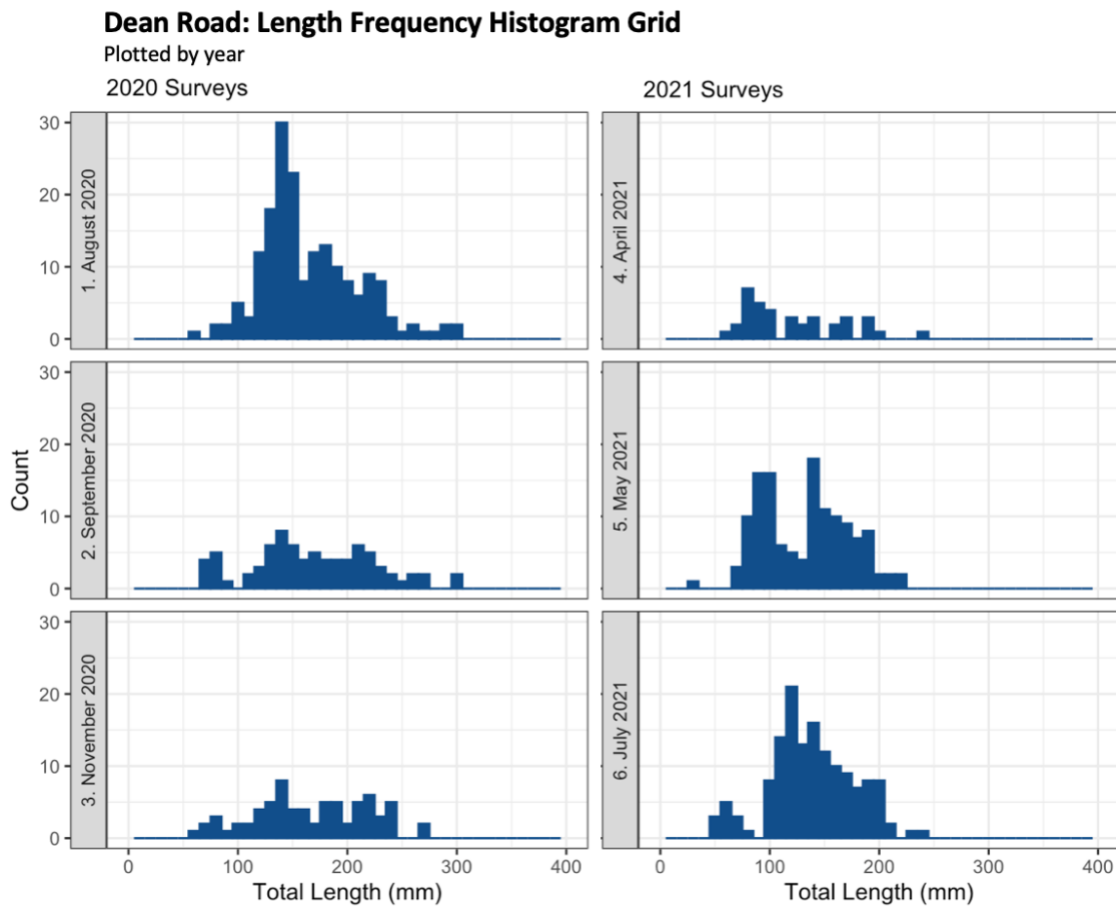 Dean Road: Length Frequency Histogram Grid
Plotted by year
2020 Surveys
2021 Surveys
Count
1. August 2020
30
20
10
0
4. April 2021
2. September 2020
30
20
10
0
5. May 2021
3. November 2020
30
20
10
0
6. July 2021
0 100 200 300 400
0 100 200 300 400
Total Length (mm)
Total Length (mm)